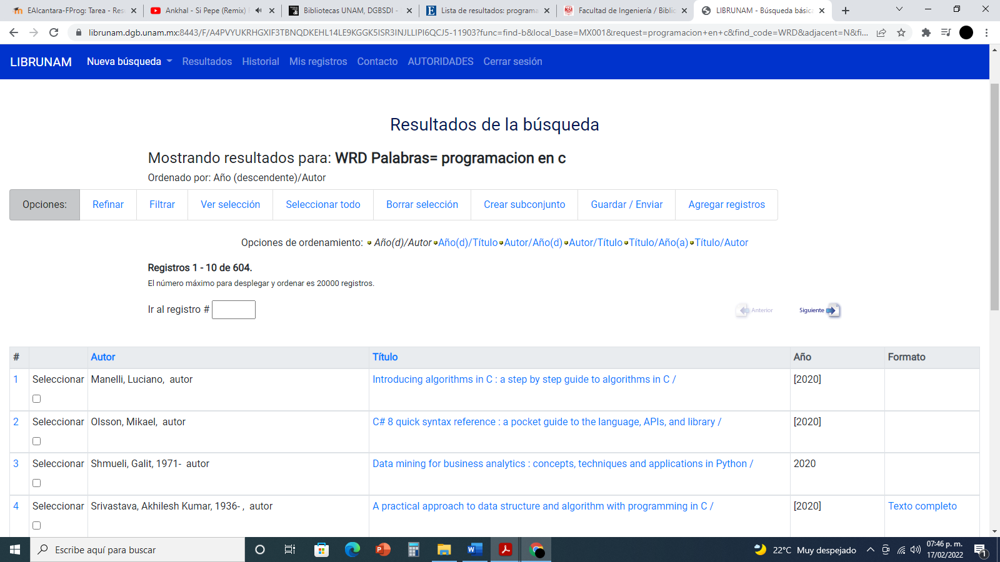 EAlcantara-FProg: Tarea - Res
Ankhal - Si Pepe (Remix)
Bibliotecas UNAM, DGBSDI -
Lista de resultados: programa
Facultad de Ingeniería / Biblio
LIBRUNAM - Búsqueda básica
librunam.dgb.unam.mx:8443/F/A4PVYUKRHGXIF3TBNQDKEHL14LE9KGGK5ISR3INJLLIPI6QCJ5-11903?func=find-b&local_base=MX001&request=programacion+en+c&find_code=WRD&adjacent=N&fi...
LIBRUNAM Nueva búsqueda Resultados Historial Mis registros Contacto AUTORIDADES Cerrar sesión
Resultados de la búsqueda
Mostrando resultados para: WRD Palabras= programacion en c
Ordenado por: Año (descendente)/Autor
Opciones: Refinar Filtrar Ver selección Seleccionar todo Borrar selección Crear subconjunto Guardar / Enviar Agregar registros
Opciones de ordenamiento: Año(d)/Autor Año(d)/Título Autor/Año(d) Autor/Título Título/Año(a) Título/Autor
Registros 1 - 10 de 604.
El número máximo para desplegar y ordenar es 20000 registros.
Ir al registro #
Anterior Siguiente
# Autor Título Año Formato
1 Seleccionar Manelli, Luciano, autor Introducing algorithms in C : a step by step guide to algorithms in C / [2020]
2 Seleccionar Olsson, Mikael, autor C# 8 quick syntax reference : a pocket guide to the language, APIs, and library / [2020]
3 Seleccionar Shmueli, Galit, 1971- autor Data mining for business analytics : concepts, techniques and applications in Python / 2020
4 Seleccionar Srivastava, Akhilesh Kumar, 1936- , autor A practical approach to data structure and algorithm with programming in C / [2020] Texto completo
Escribe aquí para buscar
22°C Muy despejado
07:46 p. m.
17/02/2022
1